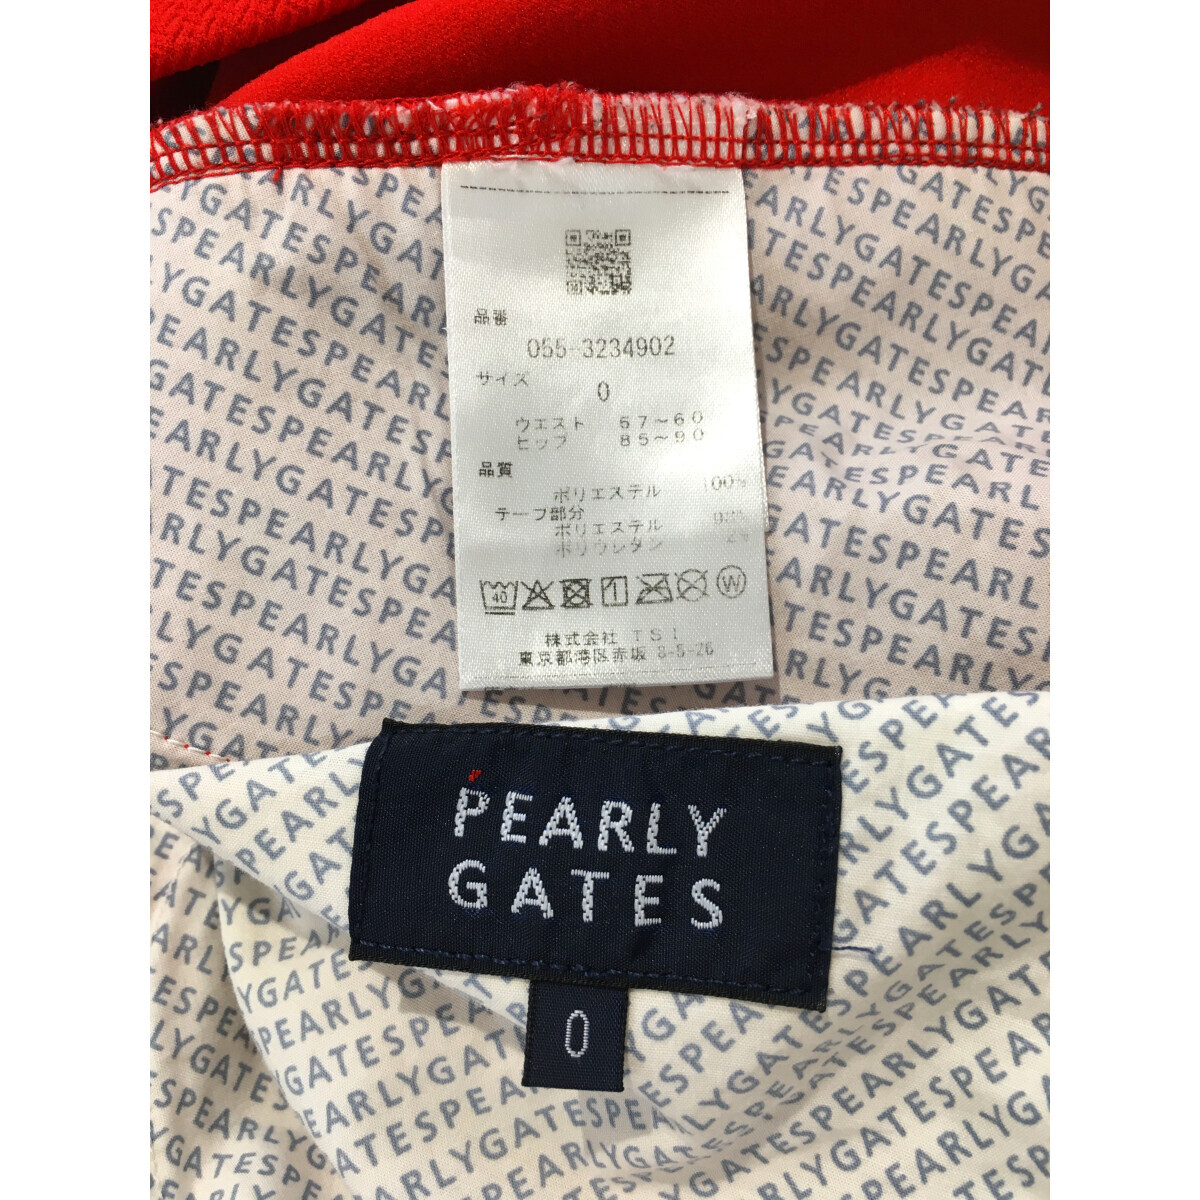 品番
055-3234902
サイズ
0
ウエスト 57~60
ヒップ 85~90
品質
ポリエステル 100%
テープ部分
ポリエステル 98%
ポリウレタン 2%
40
1
W
株式会社 TSI
東京都港区赤坂 8-5-26
PEARLY
GATES
0